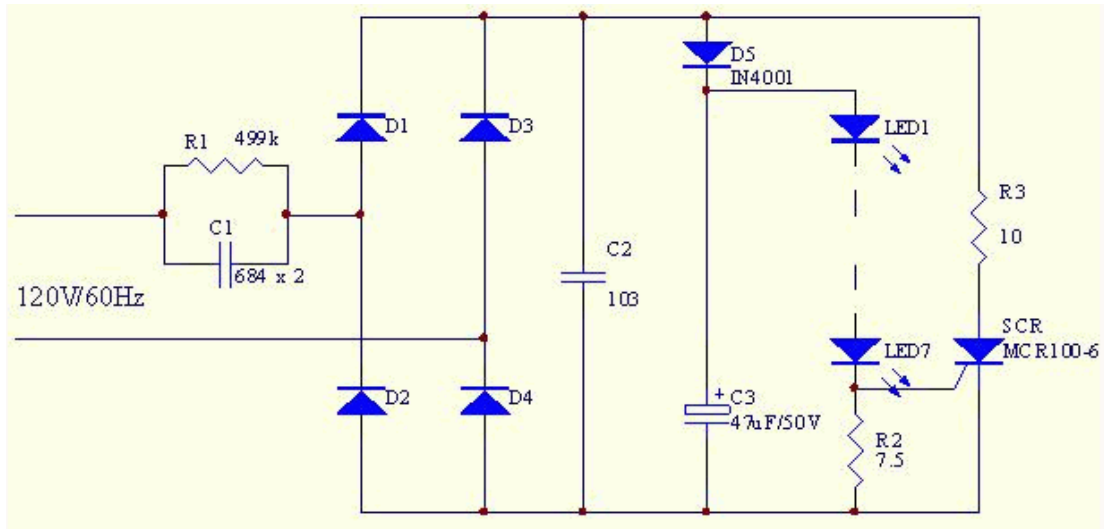 D5
IN4001
D1
D3
LED1
R1
499k
R3
10
C1
684 x 2
C2
103
120V/60Hz
SCR
MCR100-6
LED7
D2
D4
C3
+
47uF/50V
R2
7.5